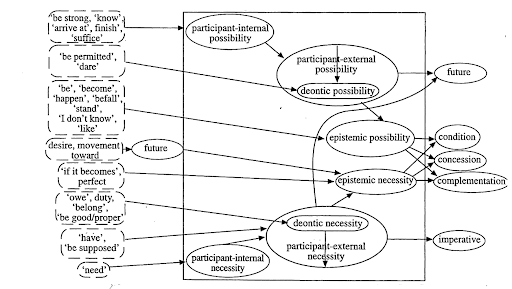 'be strong, 'know'
'arrive at', finish',
'suffice'
'be permitted',
'dare'
'be', 'become',
'happen', 'befall',
'stand',
'I don't know',
'like'
desire, movement
toward
'if it becomes',
perfect
'owe', duty,
'belong',
'be good/proper'
'have',
'be supposed'
'need'
future
participant-internal
possibility
participant-external
possibility
deontic possibility
epistemic possibility
epistemic necessity
deontic necessity
participant-external
necessity
participant-internal
necessity
future
condition
concession
complementation
imperative